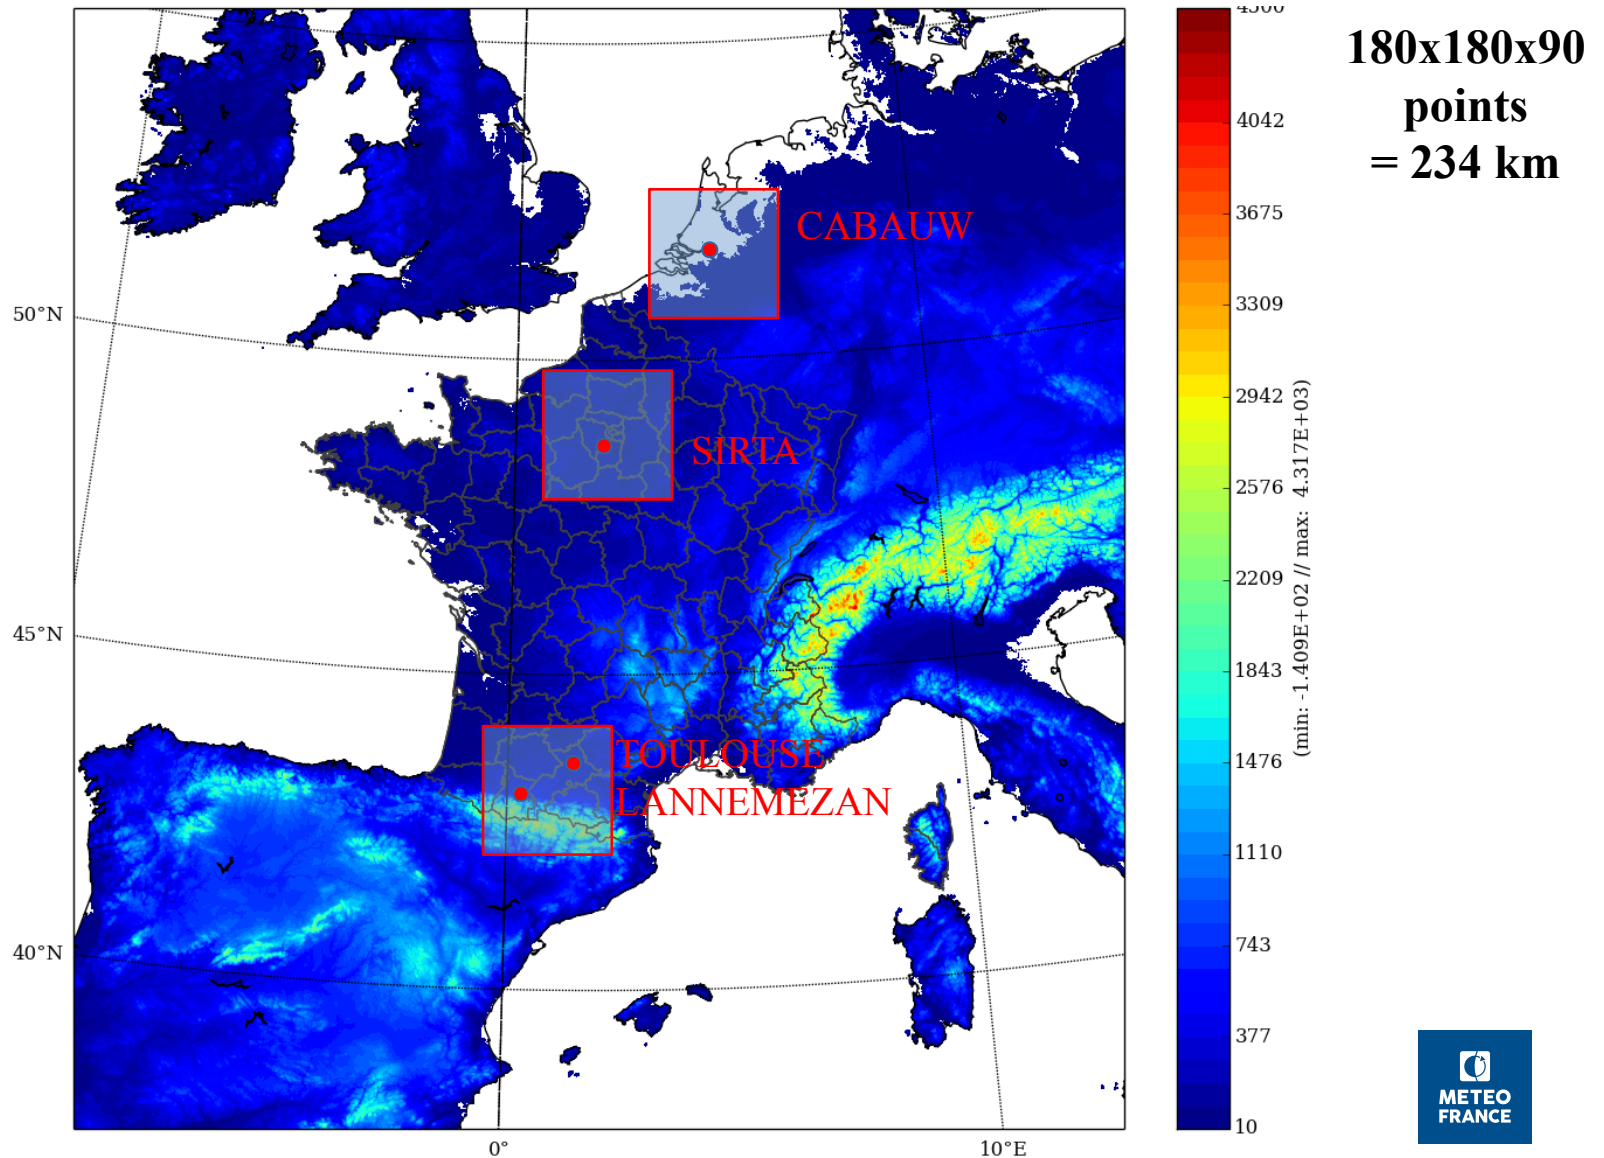 180x180x90
points
= 234 km
CABAUW
SIRTA
TOULOUSE
LANNEMEZAN
50°N
45°N
40°N
0°
10°E
4300
4042
3675
3309
2942
2576
2209
1843
1476
1110
743
377
10
(min: -1.409E+02 // max: 4.317E+03)
METEO
FRANCE